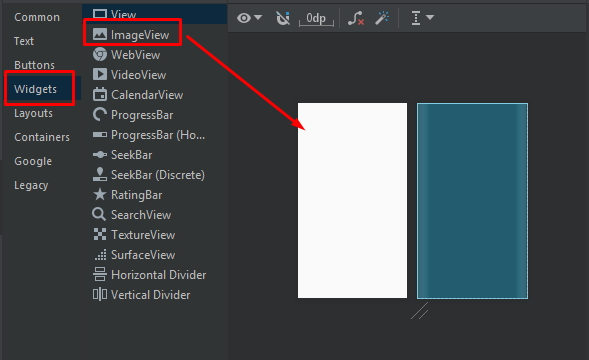 Common
Text
Buttons
Widgets
Layouts
Containers
Google
Legacy
View
ImageView
WebView
VideoView
CalendarView
ProgressBar
ProgressBar (Ho...
SeekBar
SeekBar (Discrete)
RatingBar
SearchView
TextureView
SurfaceView
Horizontal Divider
Vertical Divider
0dp